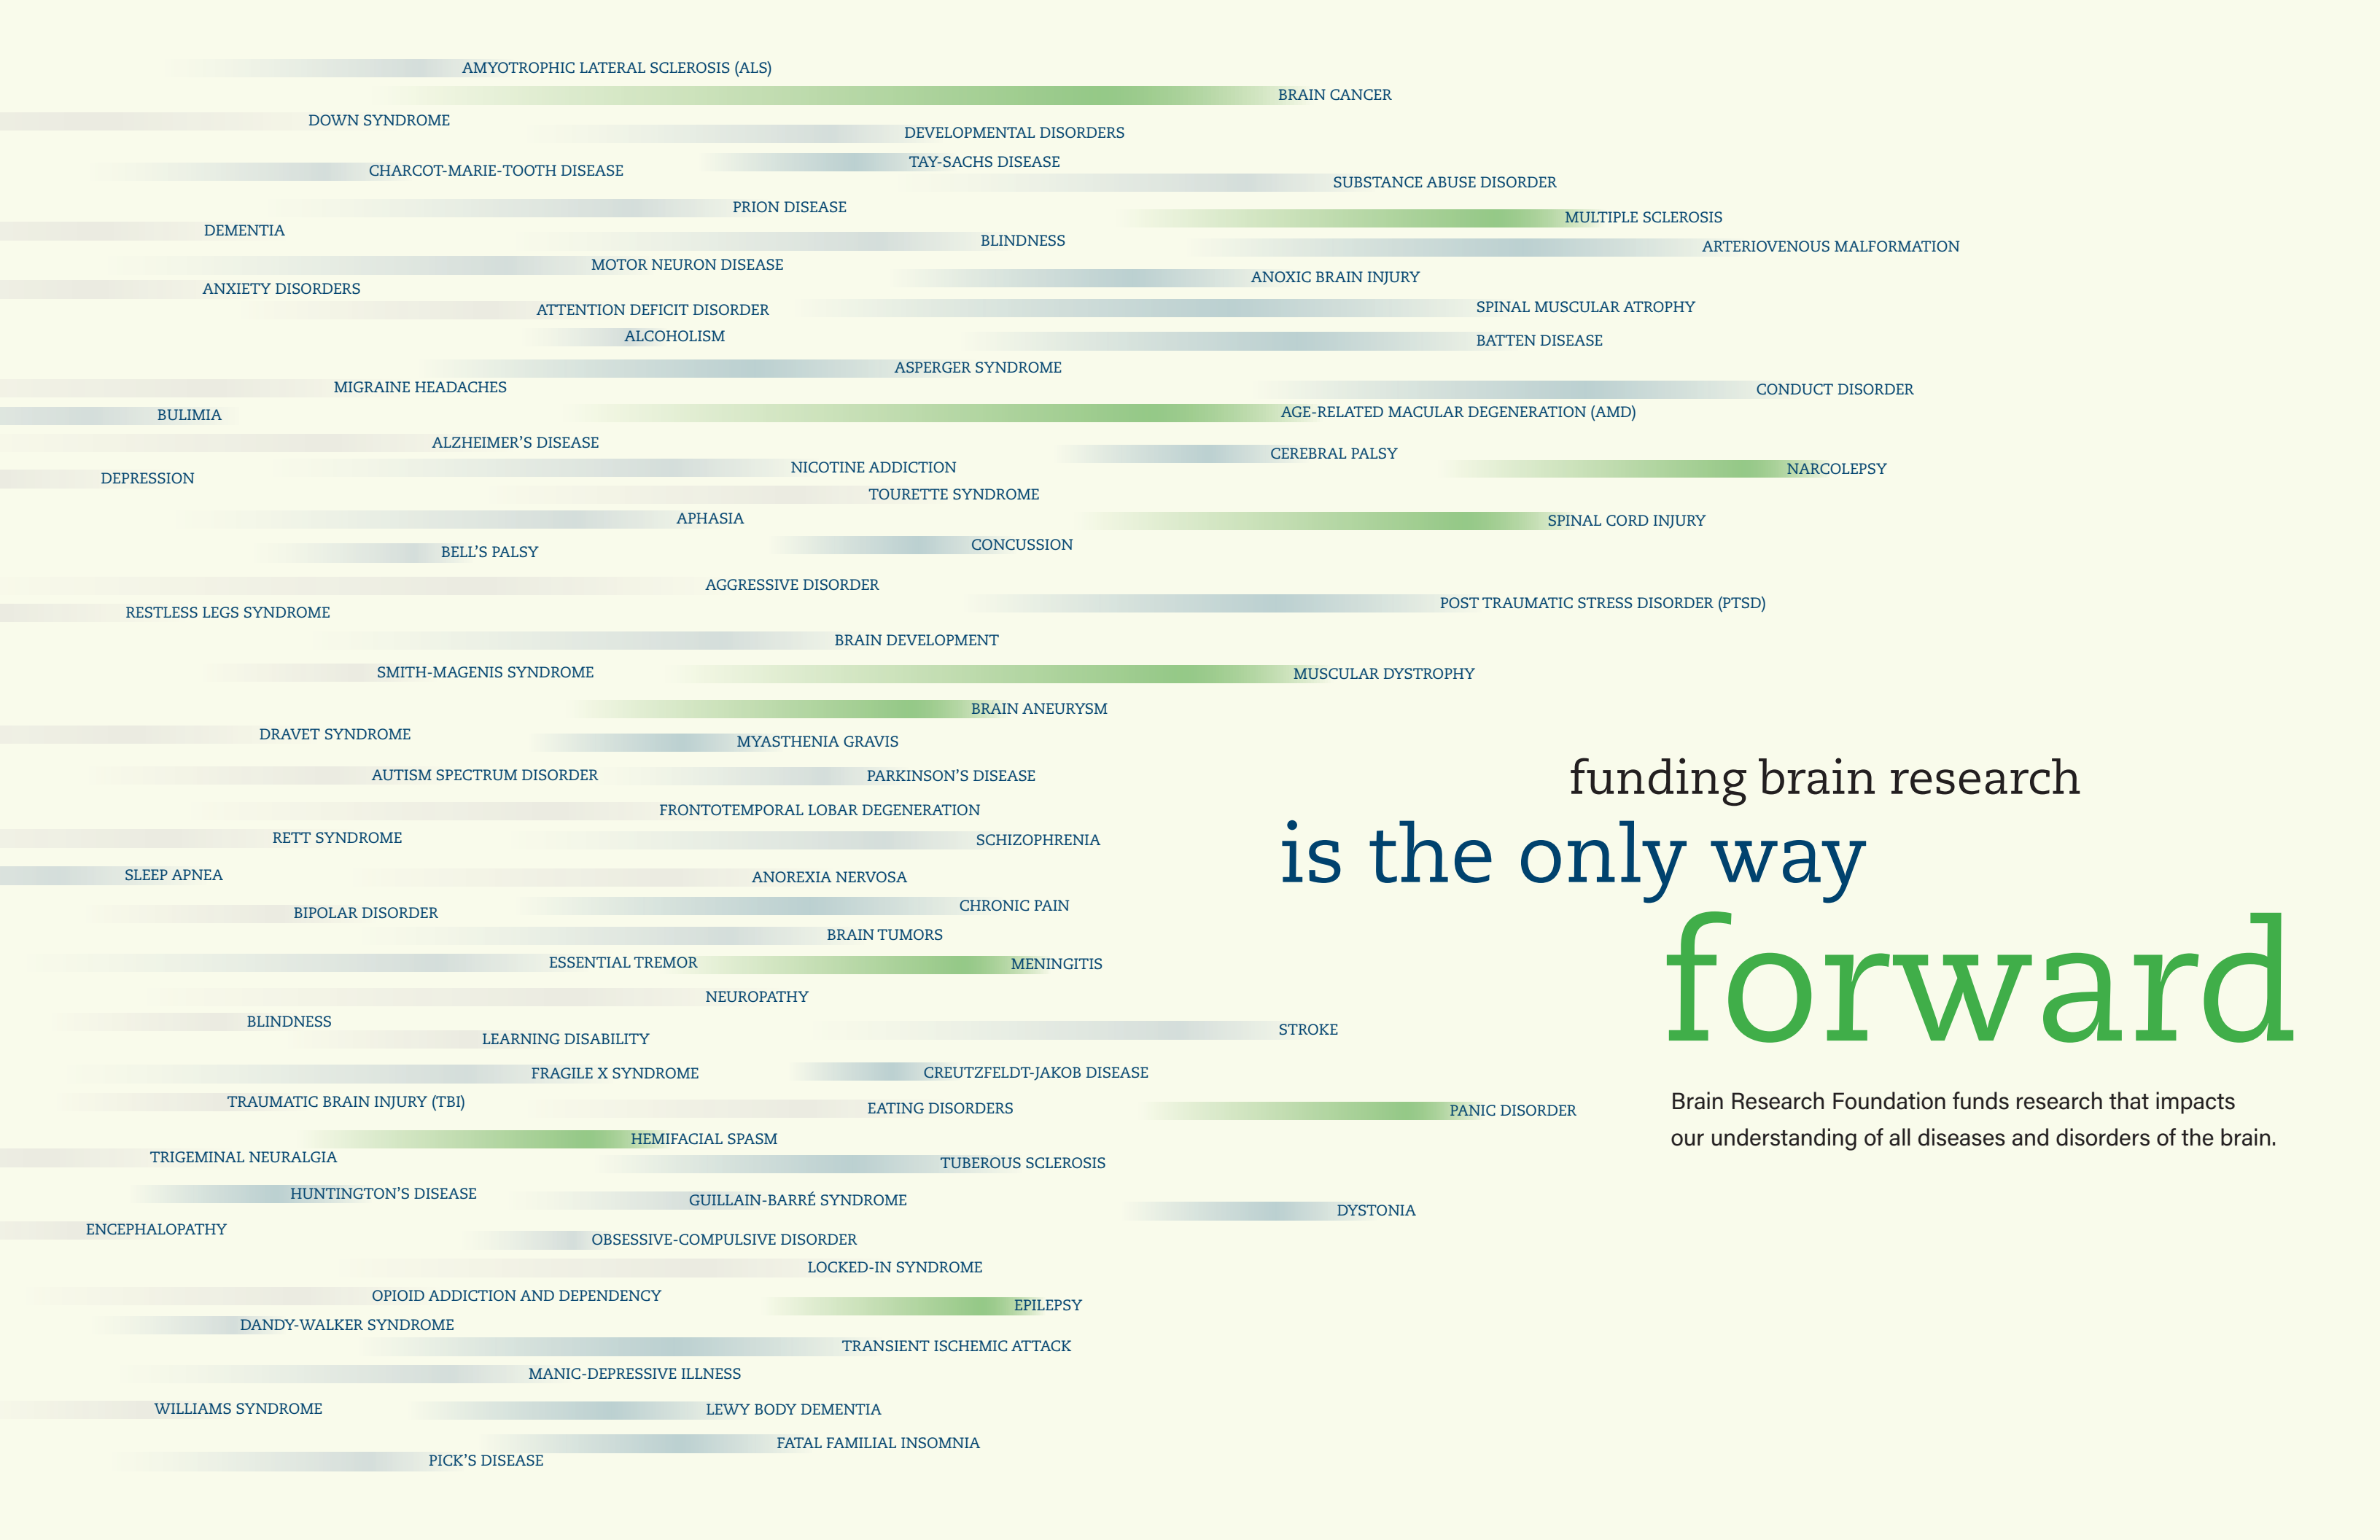 AMYOTROPHIC LATERAL SCLEROSIS (ALS)
BRAIN CANCER
DOWN SYNDROME
DEVELOPMENTAL DISORDERS
TAY-SACHS DISEASE
CHARCOT-MARIE-TOOTH DISEASE
SUBSTANCE ABUSE DISORDER
PRION DISEASE
MULTIPLE SCLEROSIS
DEMENTIA
BLINDNESS
ARTERIOVENOUS MALFORMATION
MOTOR NEURON DISEASE
ANOXIC BRAIN INJURY
ANXIETY DISORDERS
ATTENTION DEFICIT DISORDER
SPINAL MUSCULAR ATROPHY
ALCOHOLISM
BATTEN DISEASE
ASPERGER SYNDROME
MIGRAINE HEADACHES
CONDUCT DISORDER
BULIMIA
AGE-RELATED MACULAR DEGENERATION (AMD)
ALZHEIMER’S DISEASE
CEREBRAL PALSY
NICOTINE ADDICTION
NARCOLEPSY
DEPRESSION
TOURETTE SYNDROME
APHASIA
SPINAL CORD INJURY
CONCUSSION
BELL’S PALSY
AGGRESSIVE DISORDER
POST TRAUMATIC STRESS DISORDER (PTSD)
RESTLESS LEGS SYNDROME
BRAIN DEVELOPMENT
SMITH-MAGENIS SYNDROME
MUSCULAR DYSTROPHY
BRAIN ANEURYSM
DRAVET SYNDROME
MYASTHENIA GRAVIS
AUTISM SPECTRUM DISORDER
PARKINSON’S DISEASE
FRONTOTEMPORAL LOBAR DEGENERATION
RETT SYNDROME
SCHIZOPHRENIA
SLEEP APNEA
ANOREXIA NERVOSA
BIPOLAR DISORDER
CHRONIC PAIN
BRAIN TUMORS
ESSENTIAL TREMOR
MENINGITIS
NEUROPATHY
BLINDNESS
STROKE
LEARNING DISABILITY
FRAGILE X SYNDROME
CREUTZFELDT-JAKOB DISEASE
TRAUMATIC BRAIN INJURY (TBI)
EATING DISORDERS
PANIC DISORDER
HEMIFACIAL SPASM
TRIGEMINAL NEURALGIA
TUBEROUS SCLEROSIS
HUNTINGTON’S DISEASE
GUILLAIN-BARRÉ SYNDROME
DYSTONIA
ENCEPHALOPATHY
OBSESSIVE-COMPULSIVE DISORDER
LOCKED-IN SYNDROME
OPIOID ADDICTION AND DEPENDENCY
EPILEPSY
DANDY-WALKER SYNDROME
TRANSIENT ISCHEMIC ATTACK
MANIC-DEPRESSIVE ILLNESS
WILLIAMS SYNDROME
LEWY BODY DEMENTIA
FATAL FAMILIAL INSOMNIA
PICK’S DISEASE
funding brain research
is the only way
forward
Brain Research Foundation funds research that impacts
our understanding of all diseases and disorders of the brain.